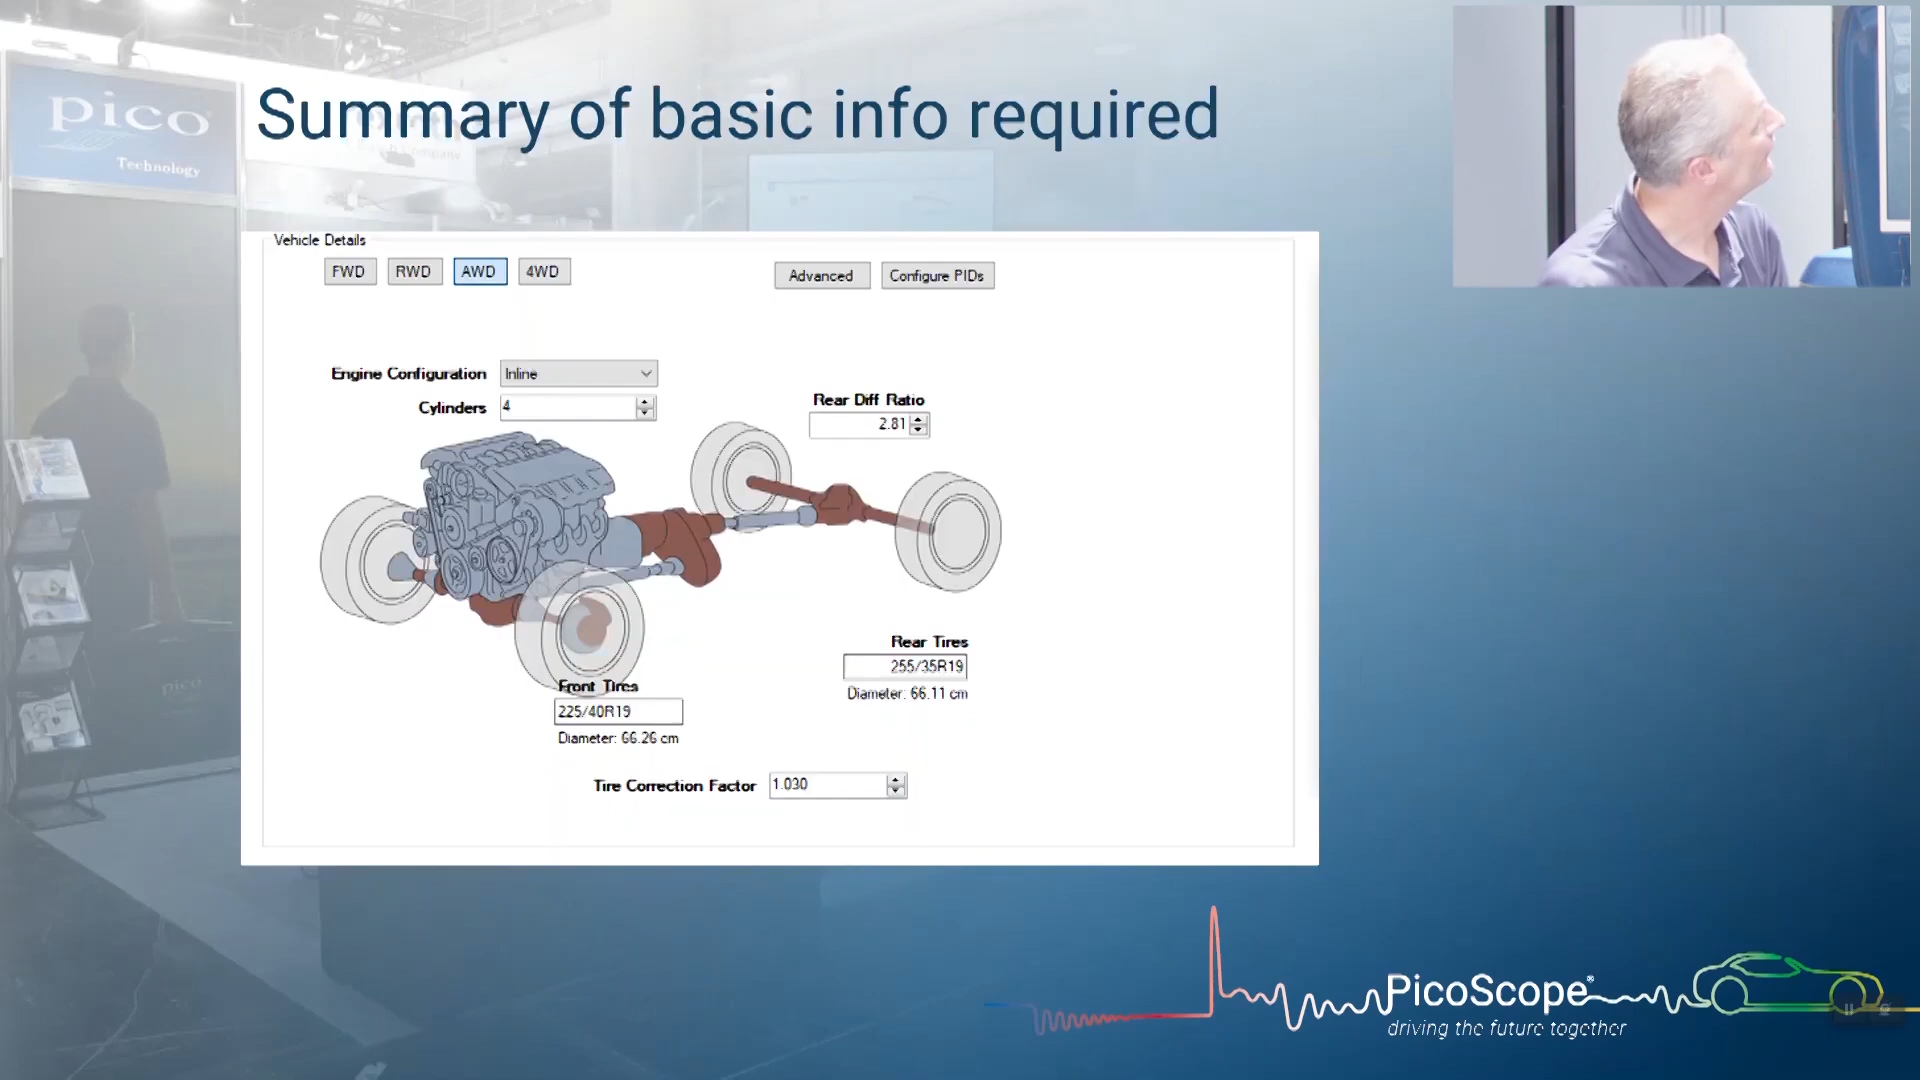 pico
Technology
Summary of basic info required
Company
Vehicle Details
FWD
RWD
AWD
4WD
Advanced
Configure PIDs
Engine Configuration
Inline
Cylinders
4
Rear Diff Ratio
2.81
Rear Tires
255/35R19
Diameter: 66.11 cm
Front Tires
225/40R19
Diameter: 66.26 cm
Tire Correction Factor
1.030
pico
PicoScope®
driving the future together